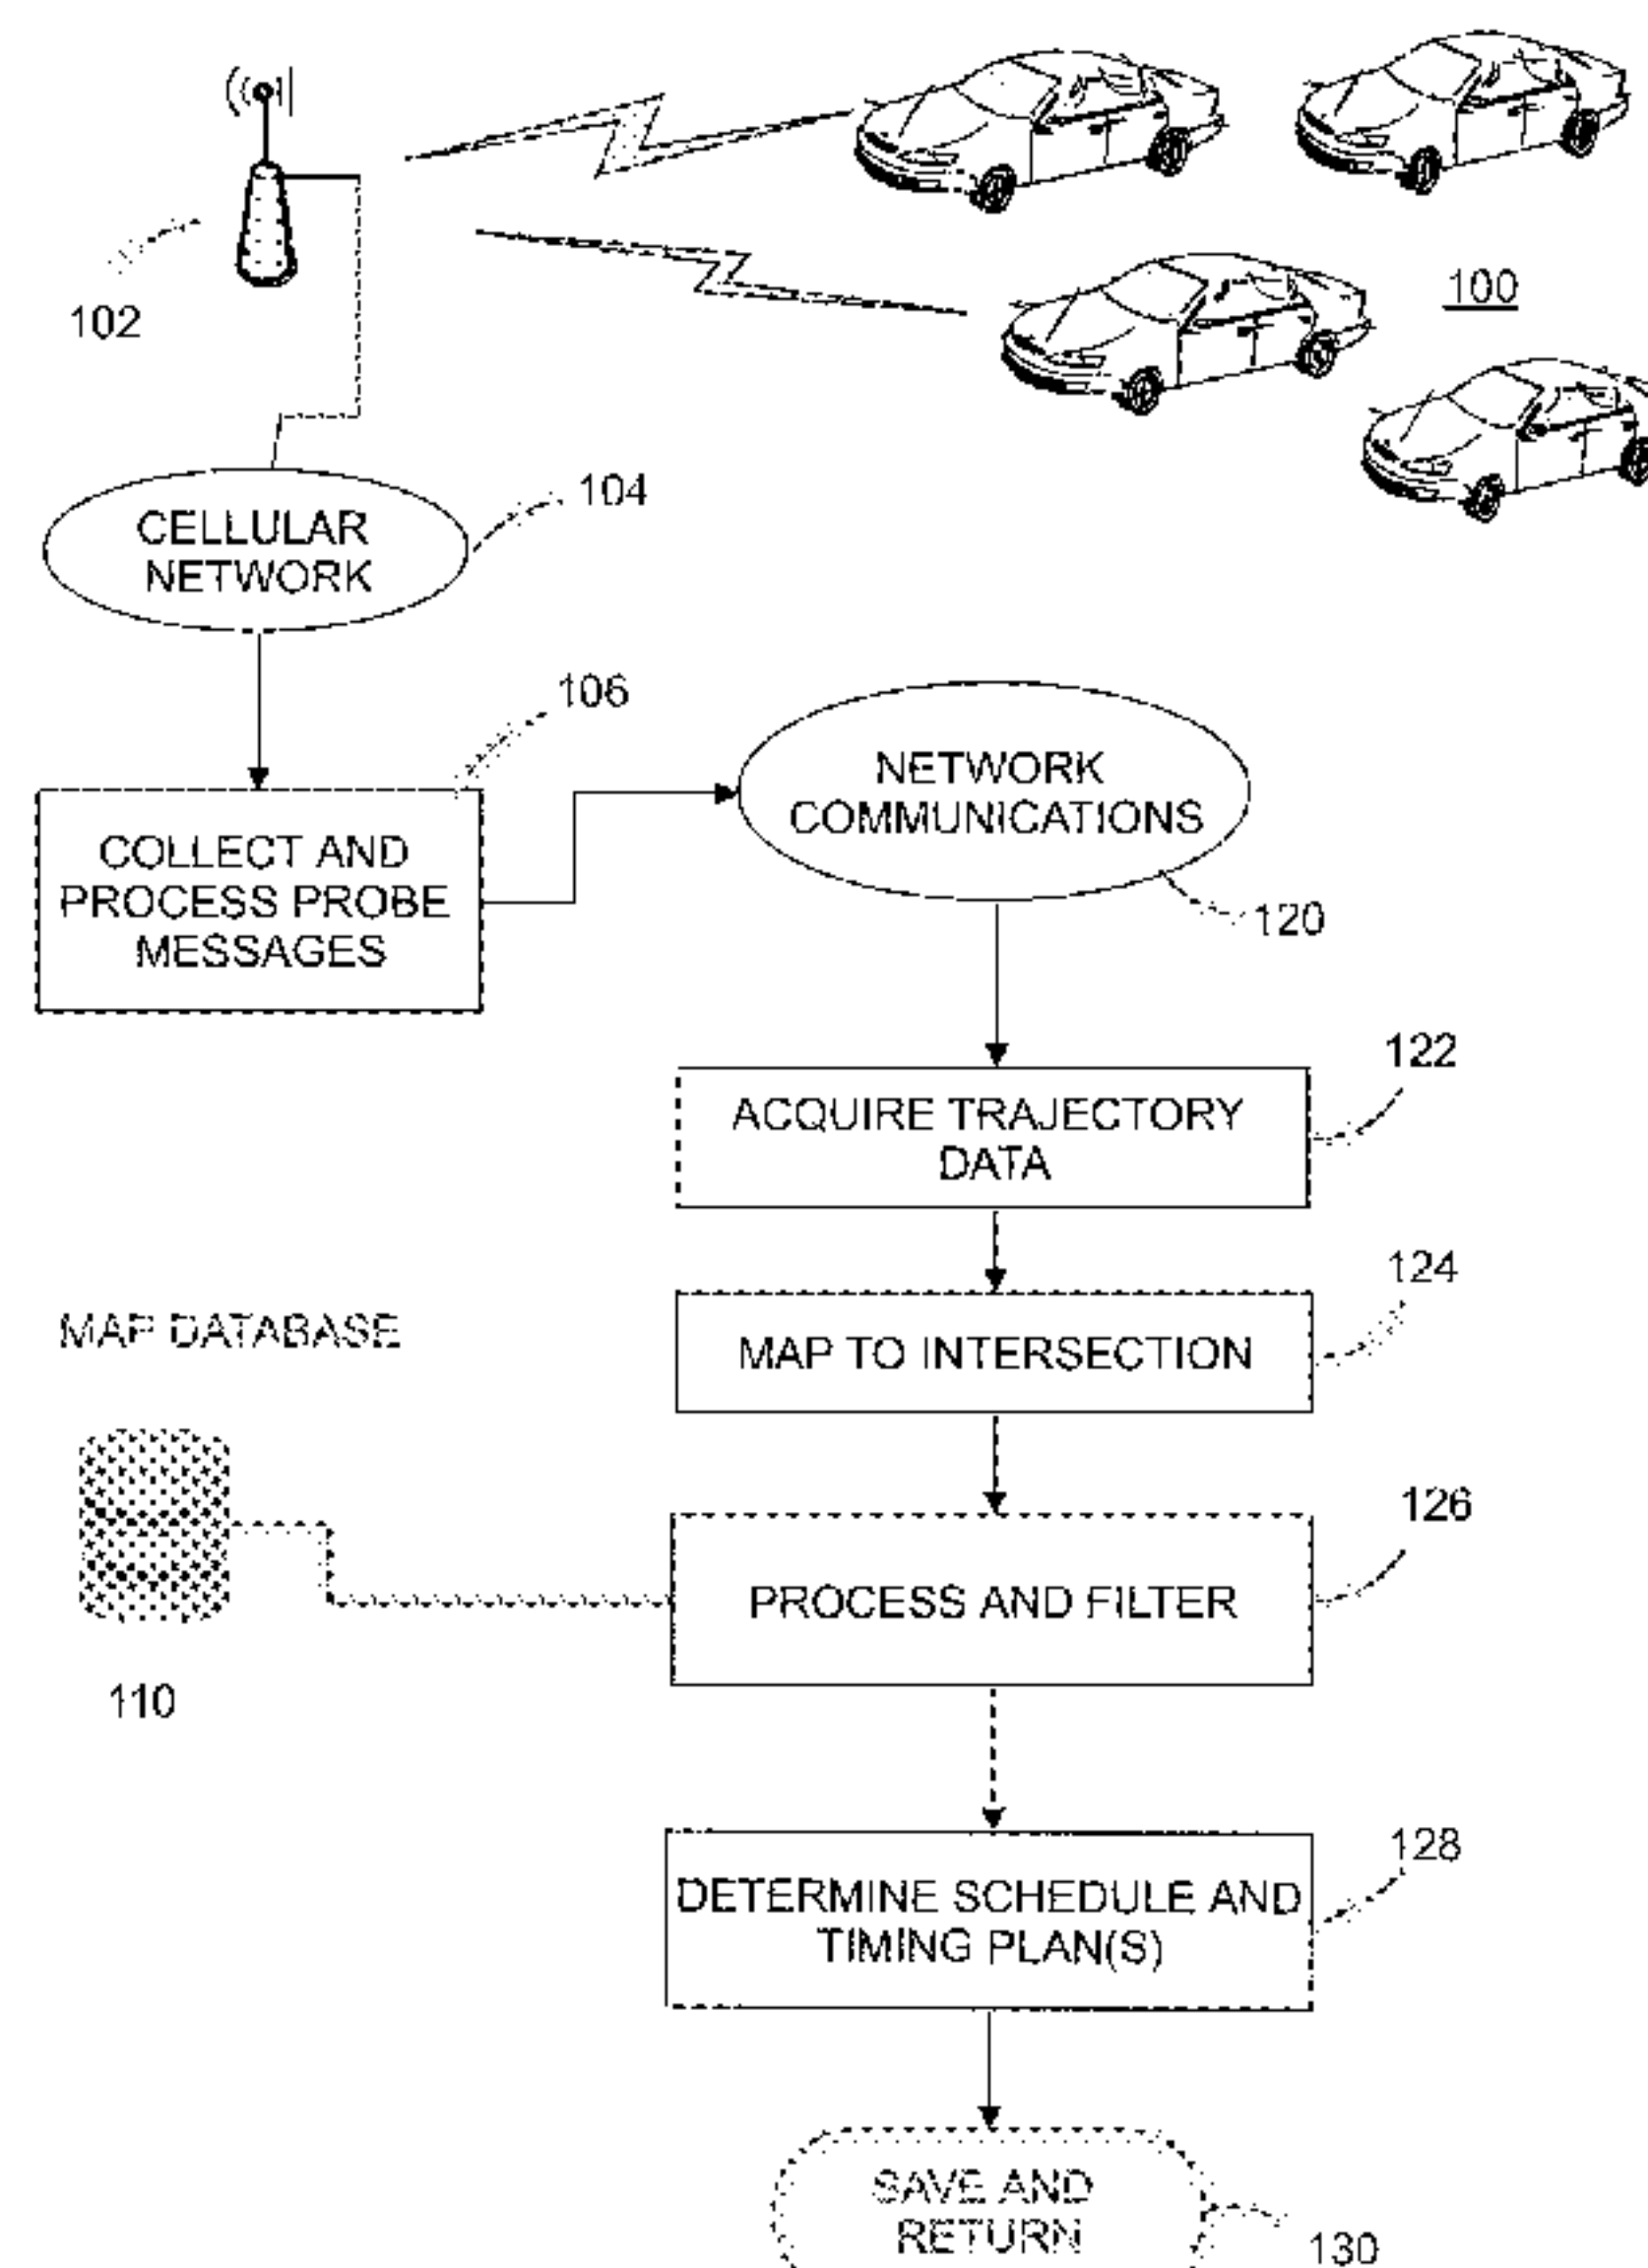 102
100
CELLULAR
NETWORK
104
106
COLLECT AND
PROCESS PROBE
MESSAGES
NETWORK
COMMUNICATIONS
120
122
ACQUIRE TRAJECTORY
DATA
124
MAP TO INTERSECTION
MAP DATABASE
126
PROCESS AND FILTER
110
128
DETERMINE SCHEDULE AND
TIMING PLAN(S)
SAVE AND
RETURN
130